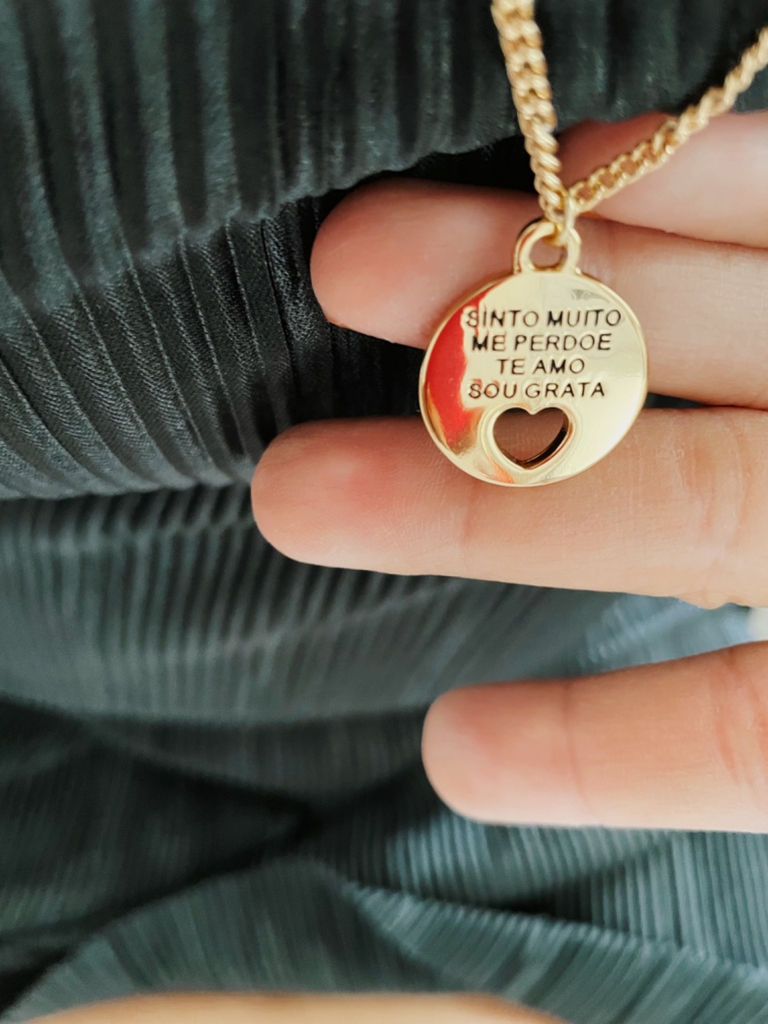 SINTO MUITO
ME PERDOE
TE AMO
SOU GRATA